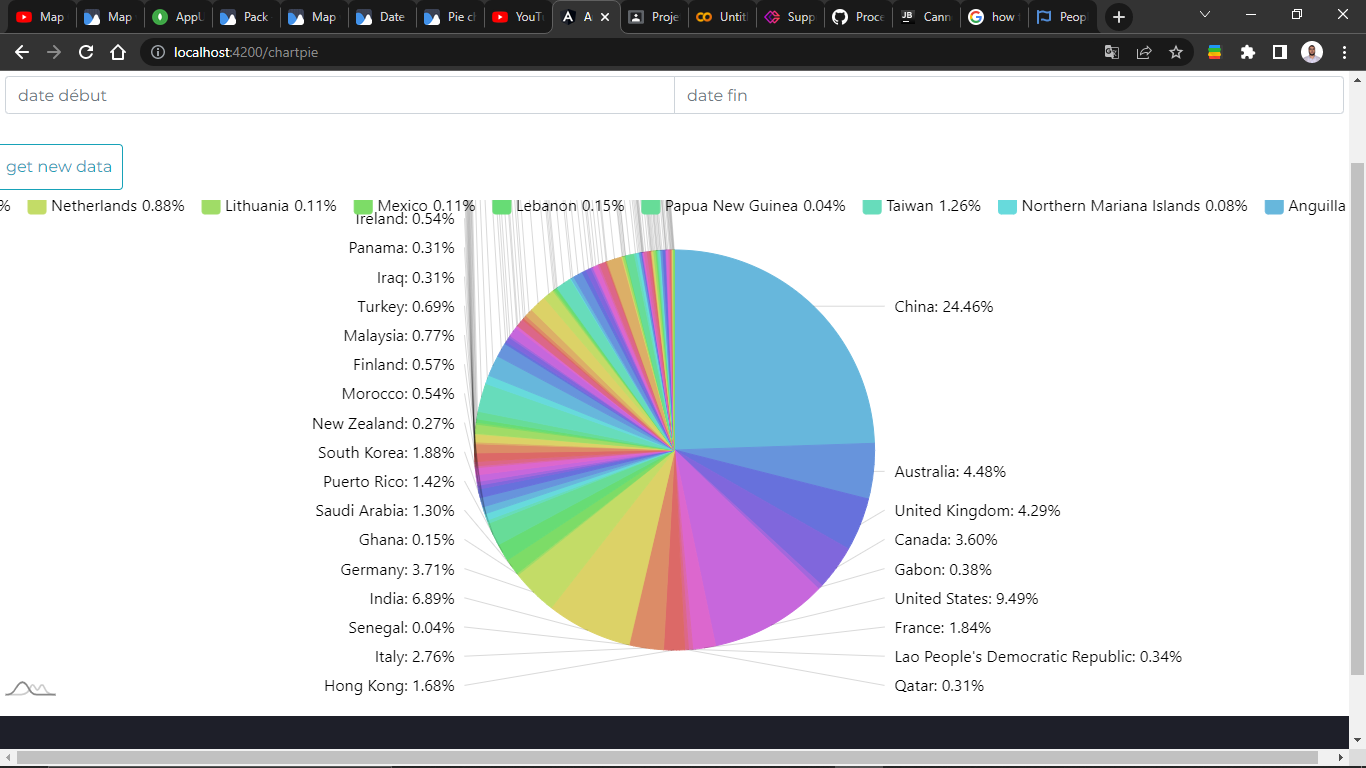 Map
Map
AppU
Pack
Map
Date
Pie c
YouTu
A
Proje
Untitl
Supp
Proce
JB
Cann
how t
Peopl
localhost:4200/chartpie
date début
date fin
get new data
%
Netherlands 0.88%
Lithuania 0.11%
Mexico 0.11%
Lebanon 0.15%
Papua New Guinea 0.04%
Taiwan 1.26%
Northern Mariana Islands 0.08%
Anguilla
Ireland: 0.54%
Panama: 0.31%
Iraq: 0.31%
Turkey: 0.69%
Malaysia: 0.77%
Finland: 0.57%
Morocco: 0.54%
New Zealand: 0.27%
South Korea: 1.88%
Puerto Rico: 1.42%
Saudi Arabia: 1.30%
Ghana: 0.15%
Germany: 3.71%
India: 6.89%
Senegal: 0.04%
Italy: 2.76%
Hong Kong: 1.68%
China: 24.46%
Australia: 4.48%
United Kingdom: 4.29%
Canada: 3.60%
Gabon: 0.38%
United States: 9.49%
France: 1.84%
Lao People's Democratic Republic: 0.34%
Qatar: 0.31%